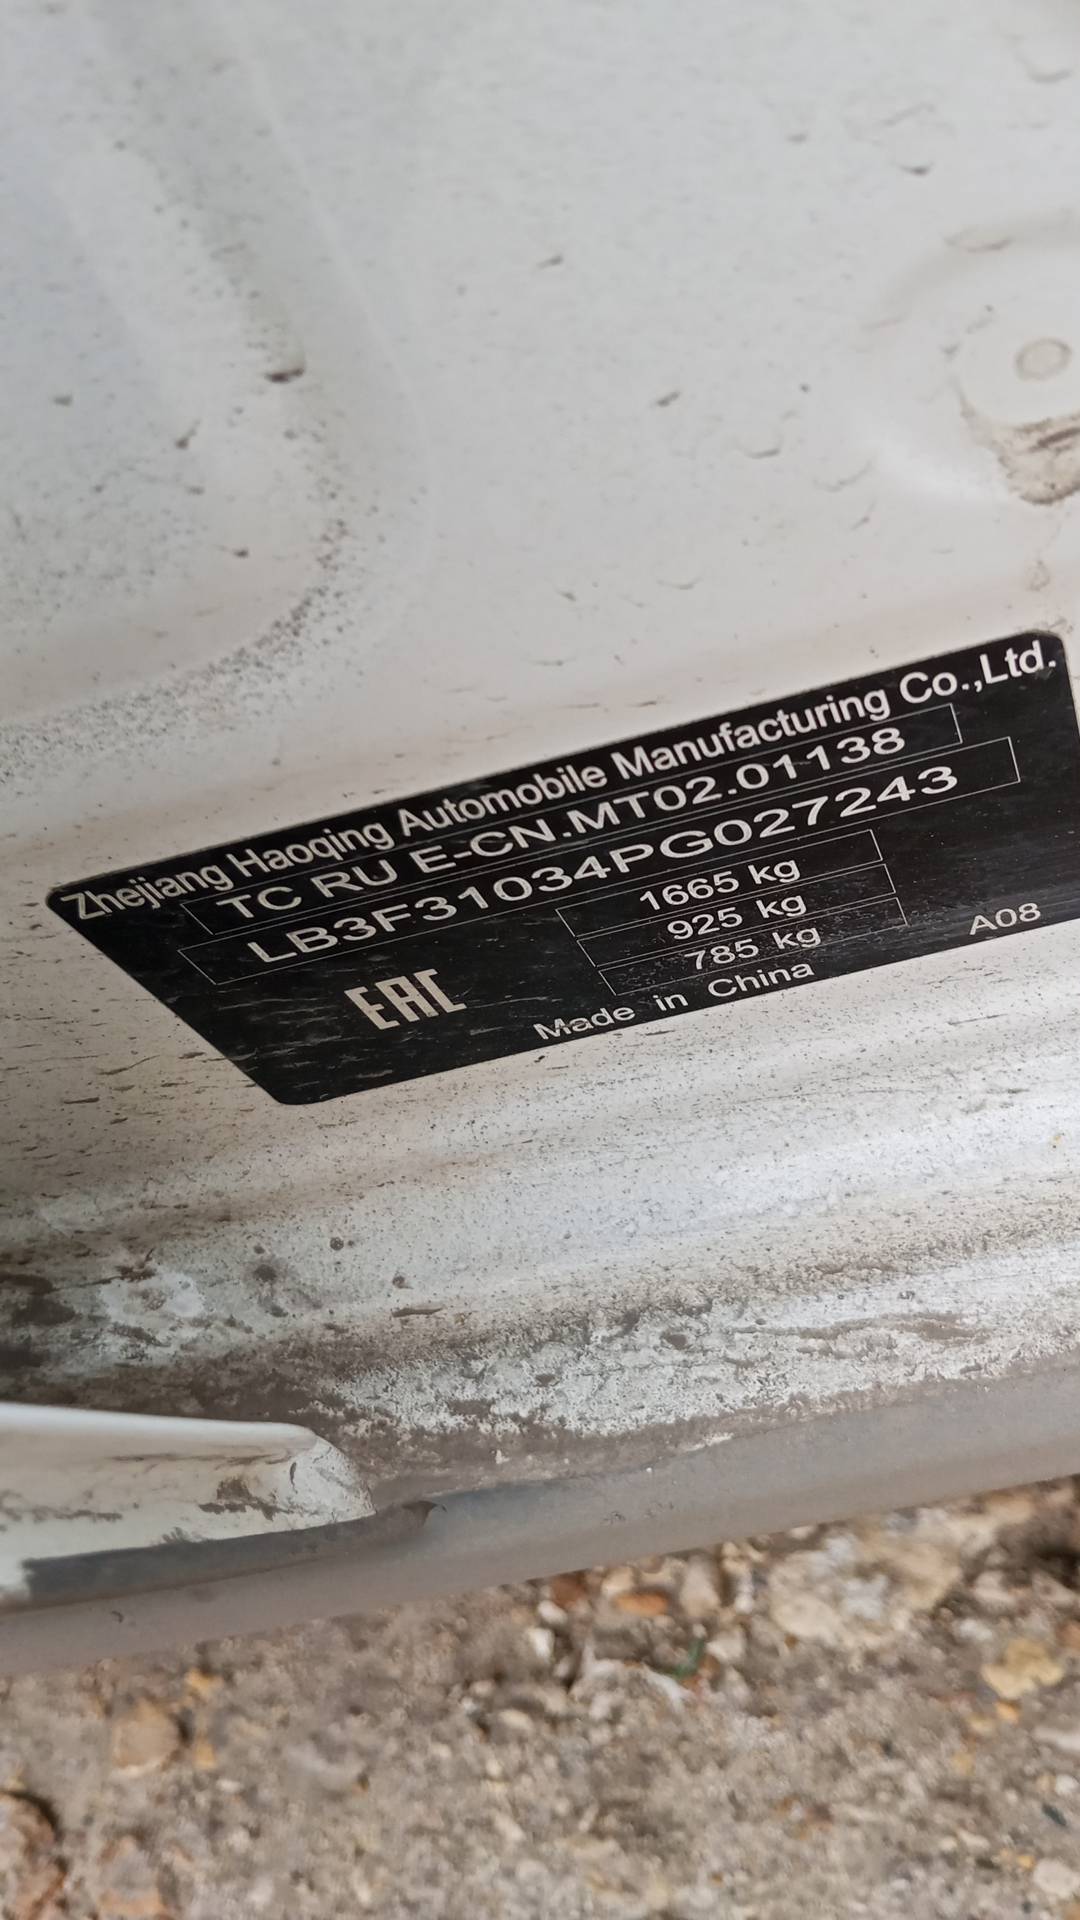 Zhejiang Haoqing Automobile Manufacturing Co.,Ltd.
TC RU E-CN.MT02.01138
LB3F31034PG027243
1665 kg
925 kg
785 kg
EAC
Made in China
A08